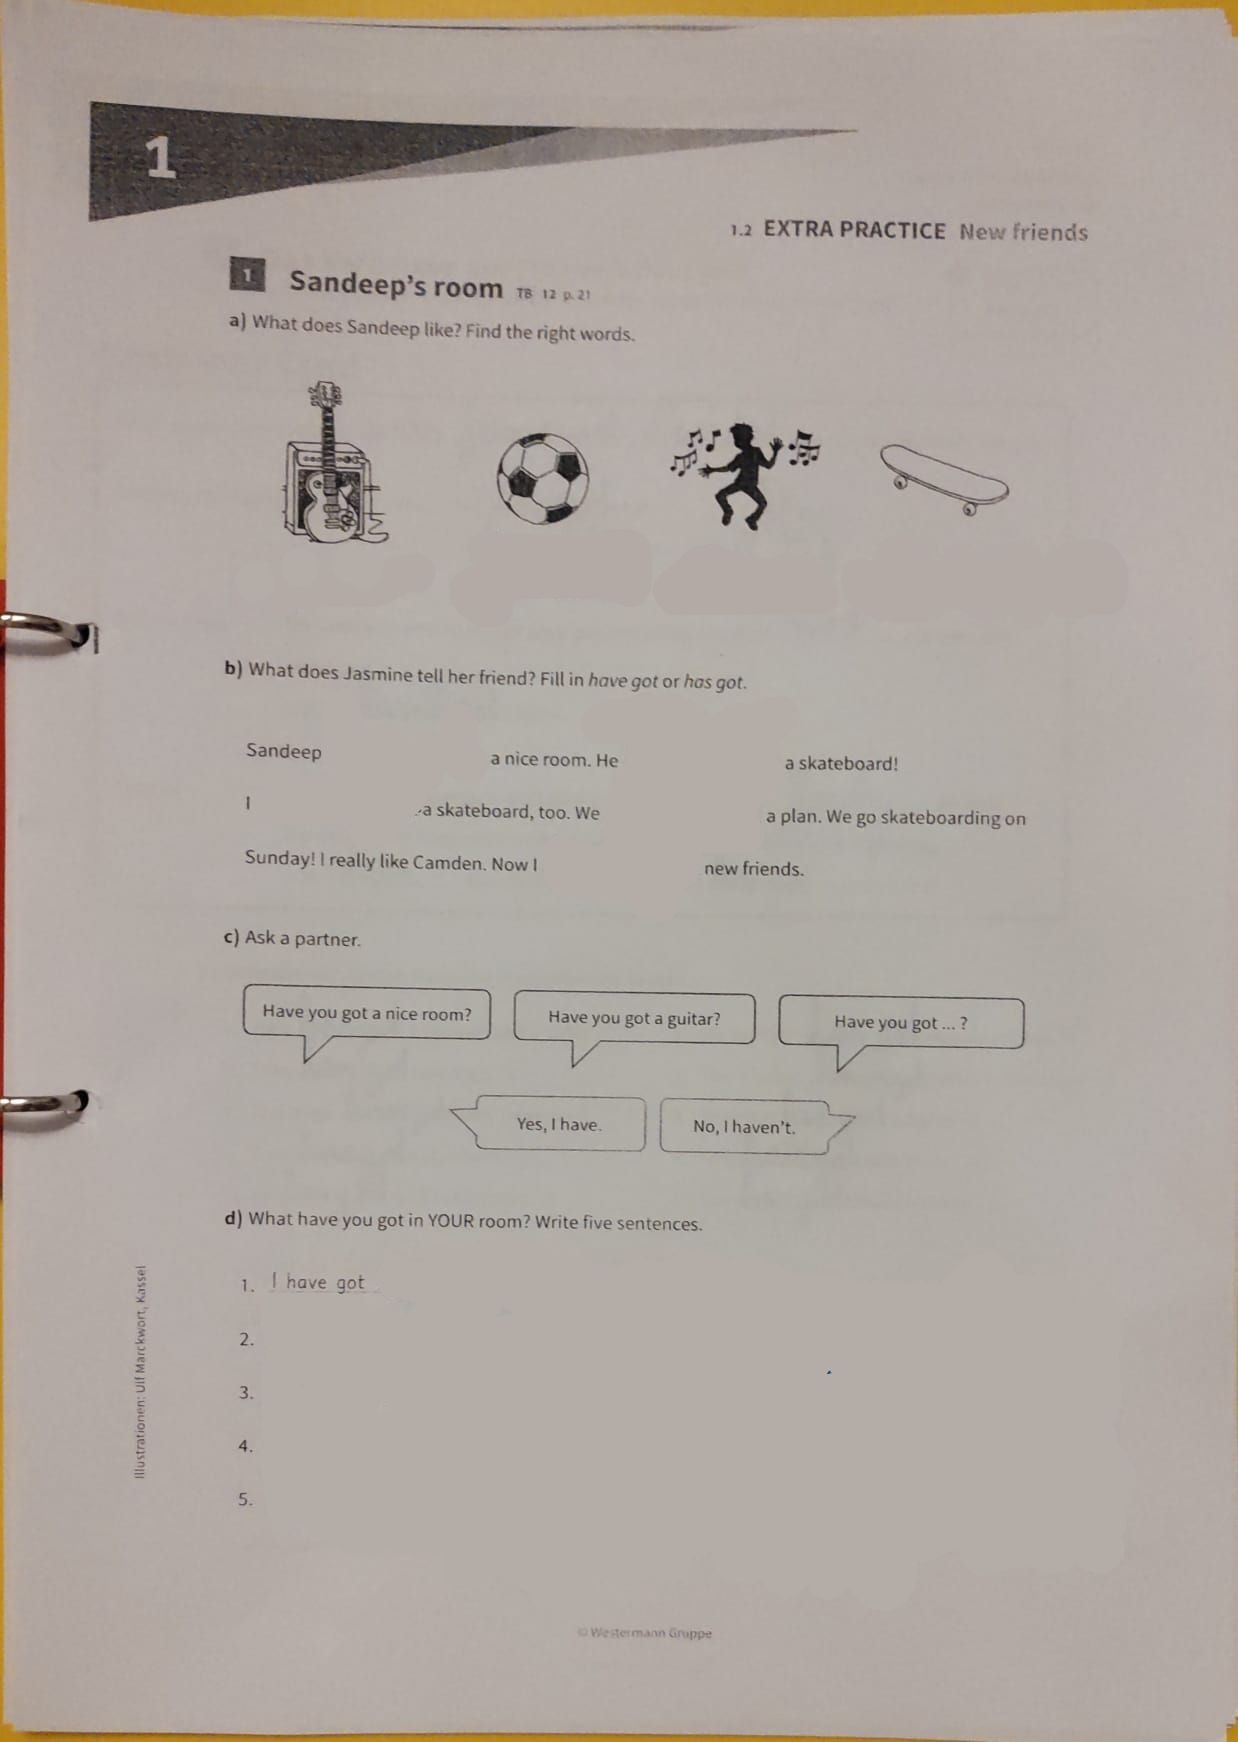 1
1.2 EXTRA PRACTICE New friends
1 Sandeep's room TB 12 p. 21
a) What does Sandeep like? Find the right words.
b) What does Jasmine tell her friend? Fill in have got or has got.
Sandeep a nice room. He a skateboard!
I a skateboard, too. We a plan. We go skateboarding on
Sunday! I really like Camden. Now I new friends.
c) Ask a partner.
Have you got a nice room? Have you got a guitar? Have you got ... ?
Yes, I have. No, I haven't.
d) What have you got in YOUR room? Write five sentences.
1. I have got
2.
3.
4.
5.
Illustrationen: Ulf Marckwort, Kassel
© Westermann Gruppe